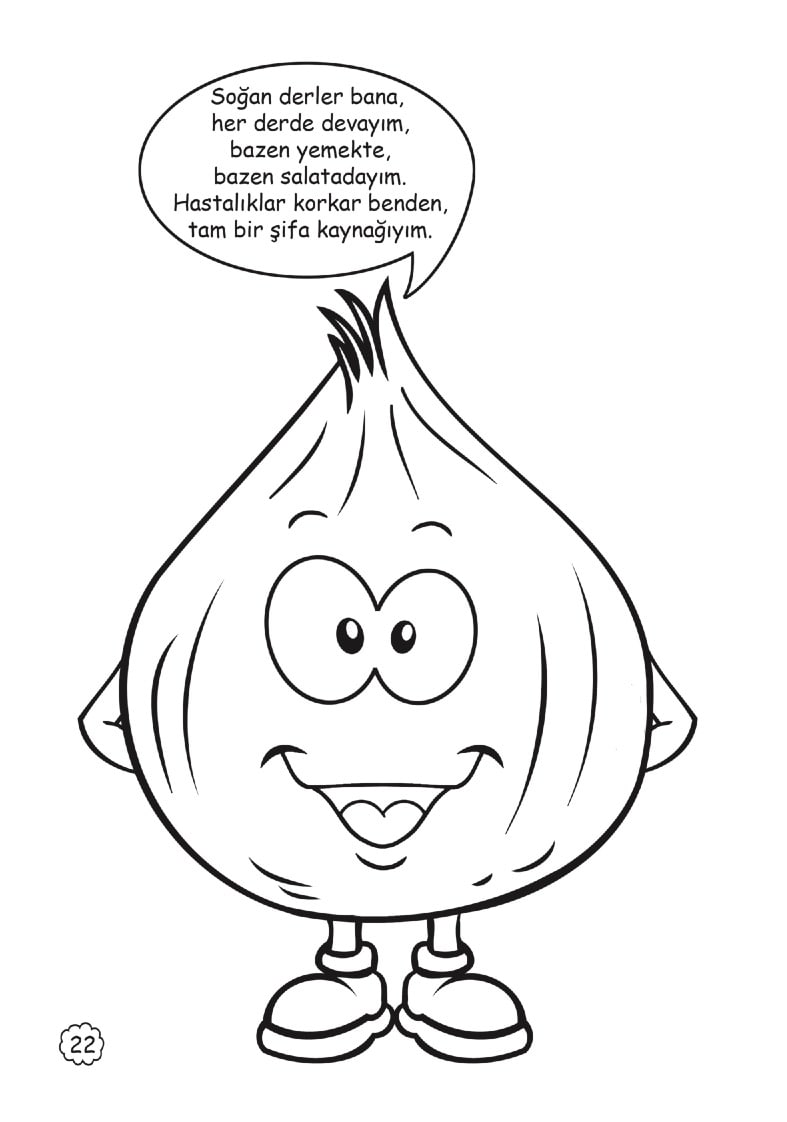 Soğan derler bana,
her derde devayım,
bazen yemekte,
bazen salatadayım.
Hastalıklar korkar benden,
tam bir şifa kaynağıyım.
22